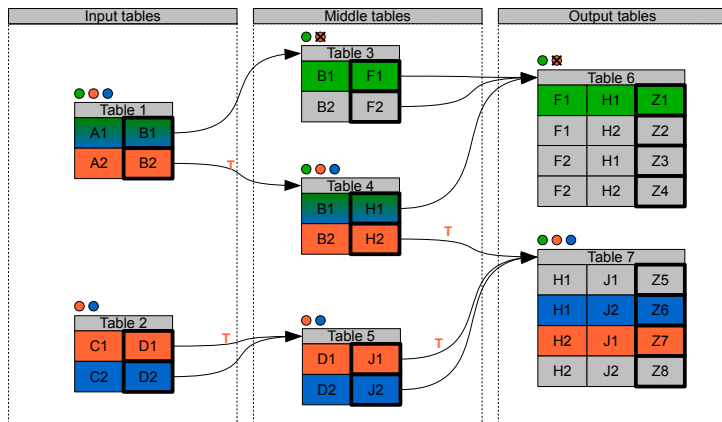 Input tables
Middle tables
Output tables
Table 1
A1 B1
A2 B2
T
Table 2
C1 D1
C2 D2
T
Table 3
B1 F1
B2 F2
Table 4
B1 H1
B2 H2
T
Table 5
D1 J1
D2 J2
T
Table 6
F1 H1 Z1
F1 H2 Z2
F2 H1 Z3
F2 H2 Z4
Table 7
H1 J1 Z5
H1 J2 Z6
H2 J1 Z7
H2 J2 Z8